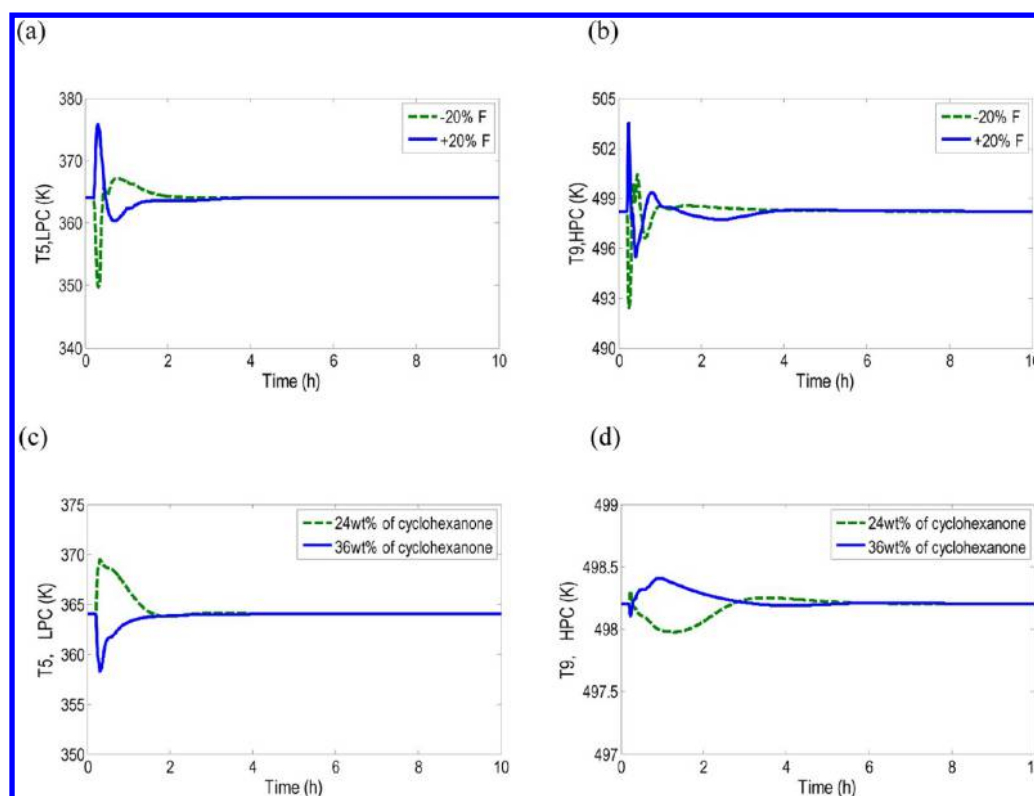 (a)
380
370
360
350
340
T5,LPC (K)
0
2
4
6
8
10
Time (h)
-20% F
+20% F
(b)
505
502
499
496
493
490
T9,HPC (K)
0
2
4
6
8
10
Time (h)
-20% F
+20% F
(c)
375
370
365
360
355
350
T5, LPC (K)
0
2
4
6
8
10
Time (h)
24wt% of cyclohexanone
36wt% of cyclohexanone
(d)
499
498.5
498
497.5
497
T9, HPC (K)
0
2
4
6
8
10
Time (h)
24wt% of cyclohexanone
36wt% of cyclohexanone